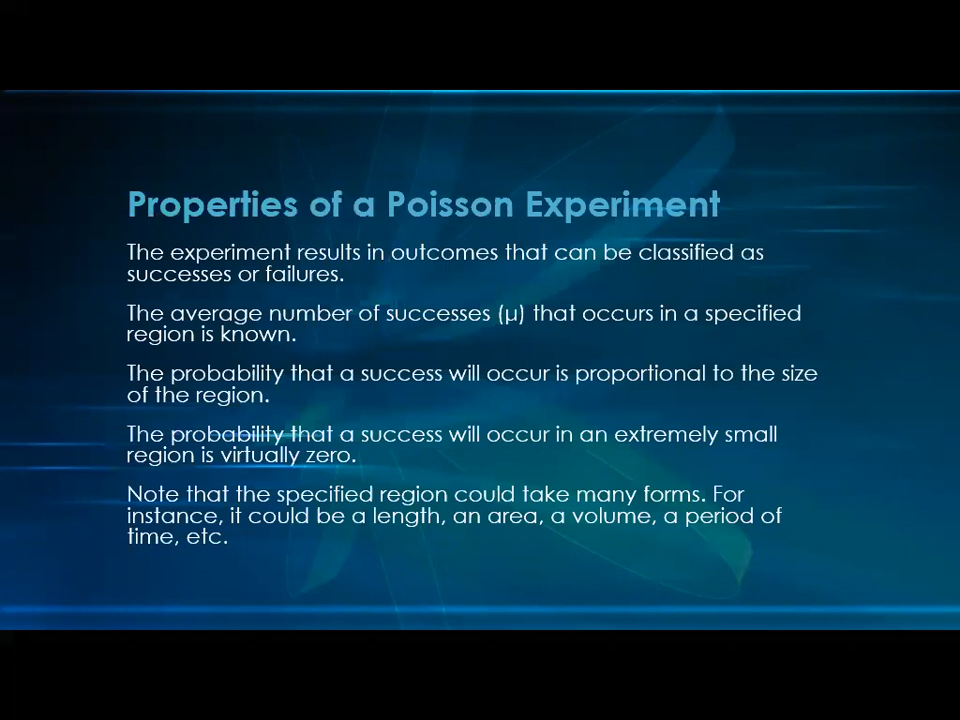 Properties of a Poisson Experiment
The experiment results in outcomes that can be classified as
successes or failures.
The average number of successes (μ) that occurs in a specified
region is known.
The probability that a success will occur is proportional to the size
of the region.
The probability that a success will occur in an extremely small
region is virtually zero.
Note that the specified region could take many forms. For
instance, it could be a length, an area, a volume, a period of
time, etc.